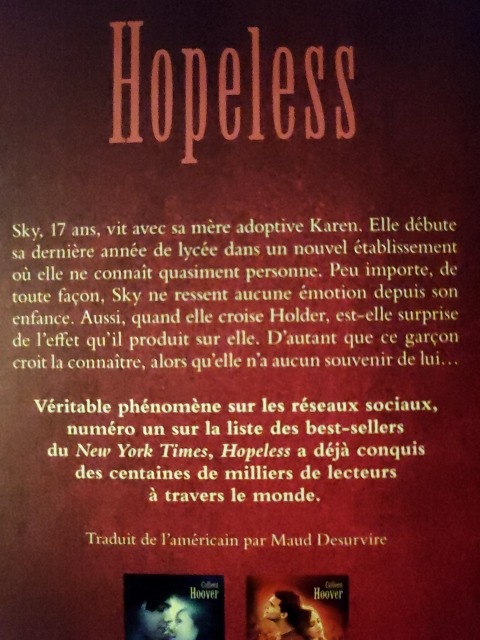 Hopeless
Sky, 17 ans, vit avec sa mère adoptive Karen. Elle débute
sa dernière année de lycée dans un nouvel établissement
où elle ne connaît quasiment personne. Peu importe, de
toute façon, Sky ne ressent aucune émotion depuis son
enfance. Aussi, quand elle croise Holder, est-elle surprise
de l'effet qu'il produit sur elle. D'autant que ce garçon
croit la connaître, alors qu'elle n'a aucun souvenir de lui…
Véritable phénomène sur les réseaux sociaux,
numéro un sur la liste des best-sellers
du New York Times, Hopeless a déjà conquis
des centaines de milliers de lecteurs
à travers le monde.
Traduit de l'américain par Maud Desurvire
Colleen
Hoover
Colleen
Hoover